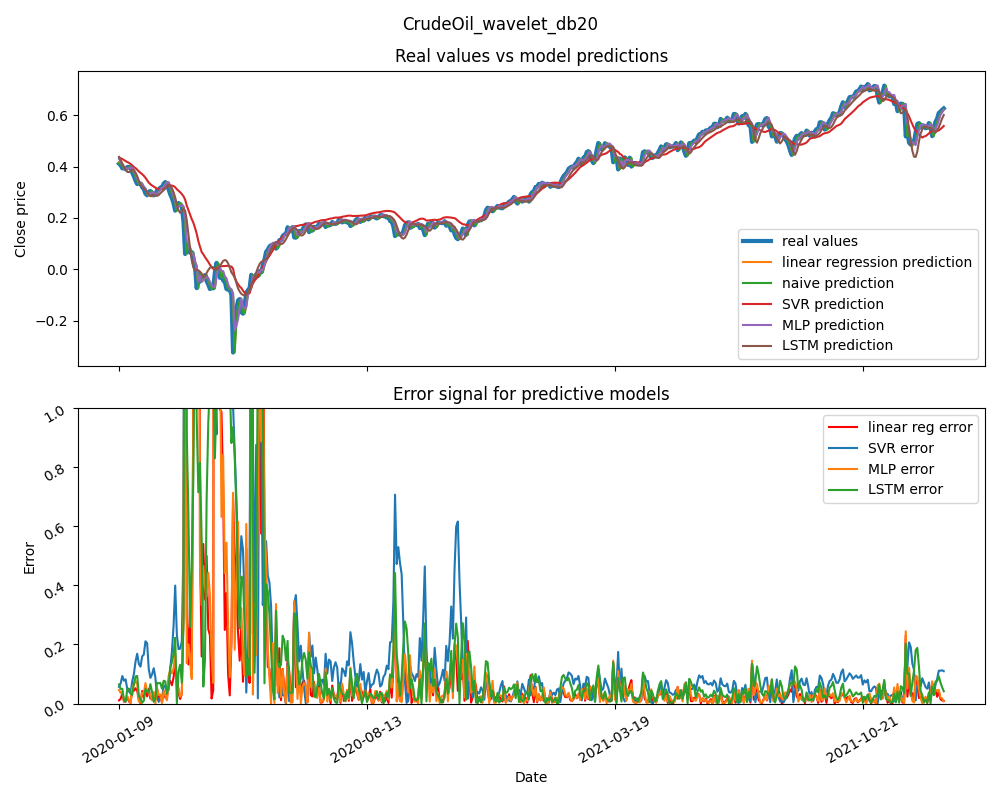 CrudeOil_wavelet_db20
Real values vs model predictions
Close price
0.6
0.4
0.2
0.0
−0.2
real values
linear regression prediction
naive prediction
SVR prediction
MLP prediction
LSTM prediction
Error signal for predictive models
Error
1.0
0.8
0.6
0.4
0.2
0.0
linear reg error
SVR error
MLP error
LSTM error
2020-01-09
2020-08-13
2021-03-19
2021-10-21
Date